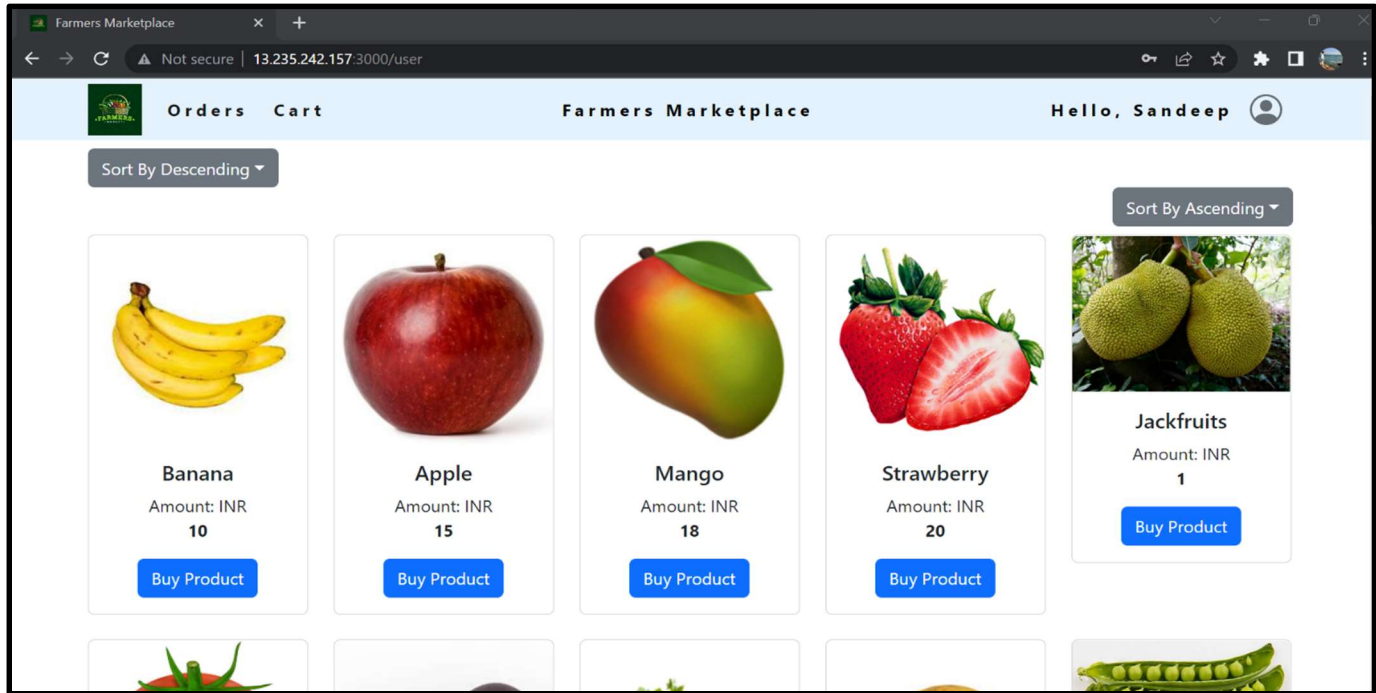 Farmers Marketplace
Not secure | 13.235.242.157:3000/user
FARMERS
Orders Cart Farmers Marketplace Hello, Sandeep
Sort By Descending
Sort By Ascending
Banana
Amount: INR
10
Buy Product
Apple
Amount: INR
15
Buy Product
Mango
Amount: INR
18
Buy Product
Strawberry
Amount: INR
20
Buy Product
Jackfruits
Amount: INR
1
Buy Product